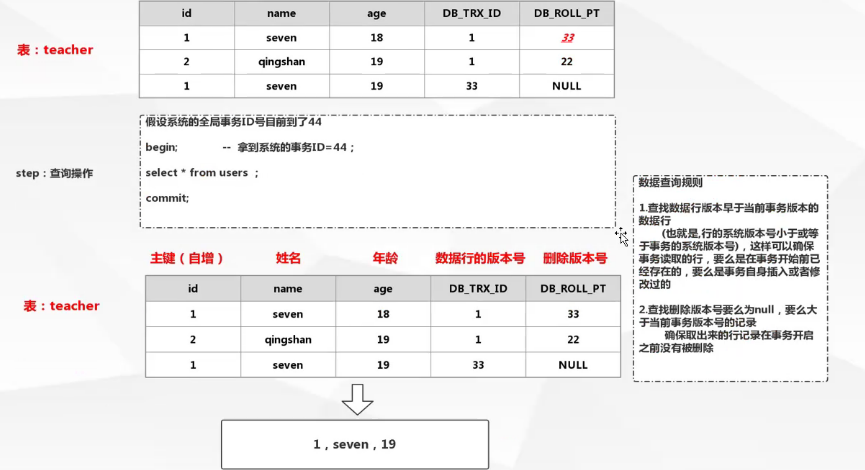 id name age DB_TRX_ID DB_ROLL_PT
1 seven 18 1 33
表：teacher
2 qingshan 19 1 22
1 seven 19 33 NULL
假设系统的全局事务ID号目前到了44
begin; -- 拿到系统的事务ID=44；
step：查询操作
select * from users ；
commit;
数据查询规则
1.查找数据行版本早于当前事务版本的
数据行
(也就是,行的系统版本号小于或等
于事务的系统版本号)，这样可以确保
事务读取的行，要么是在事务开始前已
经存在的，要么是事务自身插入或者修
改过的
2.查找删除版本号要么为null，要么大
于当前事务版本号的记录
确保取出来的行记录在事务开启
之前没有被删除
主键（自增） 姓名 年龄 数据行的版本号 删除版本号
id name age DB_TRX_ID DB_ROLL_PT
表：teacher
1 seven 18 1 33
2 qingshan 19 1 22
1 seven 19 33 NULL
1，seven，19